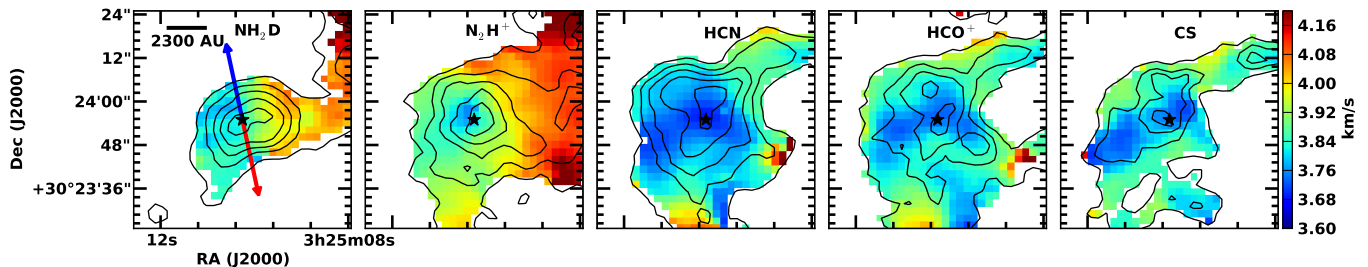 24"
12"
24'00"
48"
+30°23'36"
Dec (J2000)
NH₂D
2300 AU
N₂H⁺
HCN
HCO⁺
CS
4.16
4.08
4.00
3.92
3.84
3.76
3.68
3.60
km/s
12s
3h25m08s
RA (J2000)